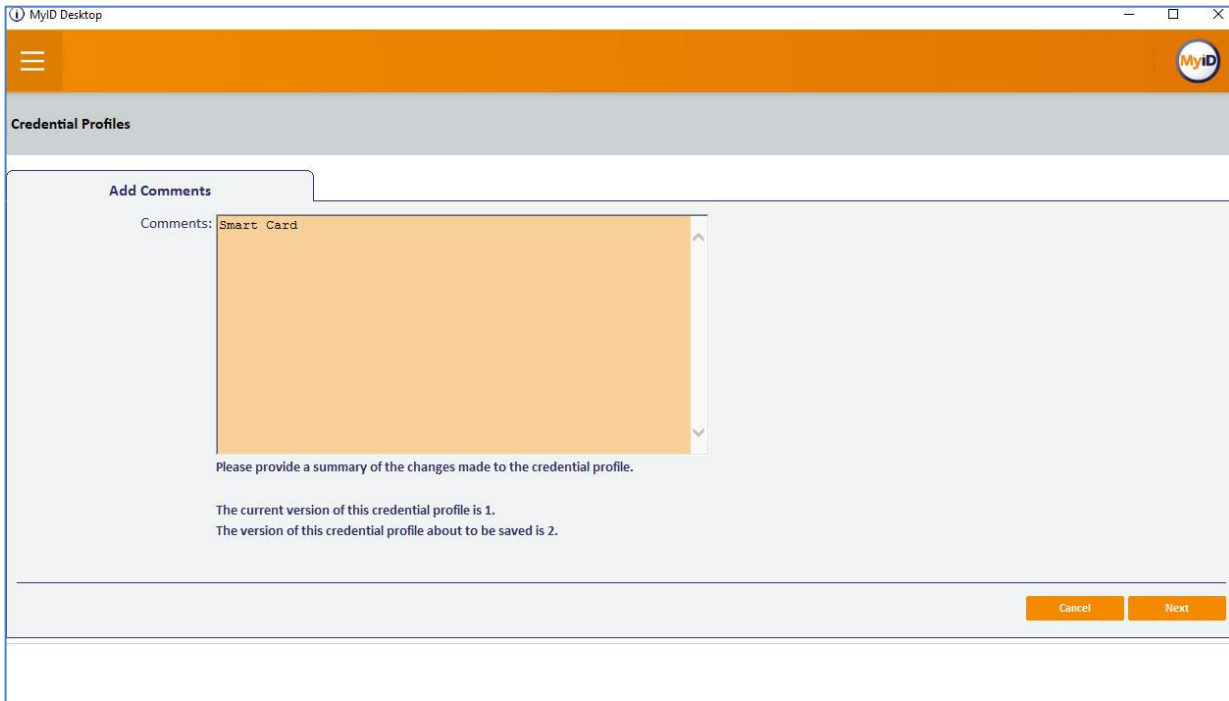 MyID Desktop
MyiD
Credential Profiles
Add Comments
Comments: Smart Card
Please provide a summary of the changes made to the credential profile.
The current version of this credential profile is 1.
The version of this credential profile about to be saved is 2.
Cancel Next